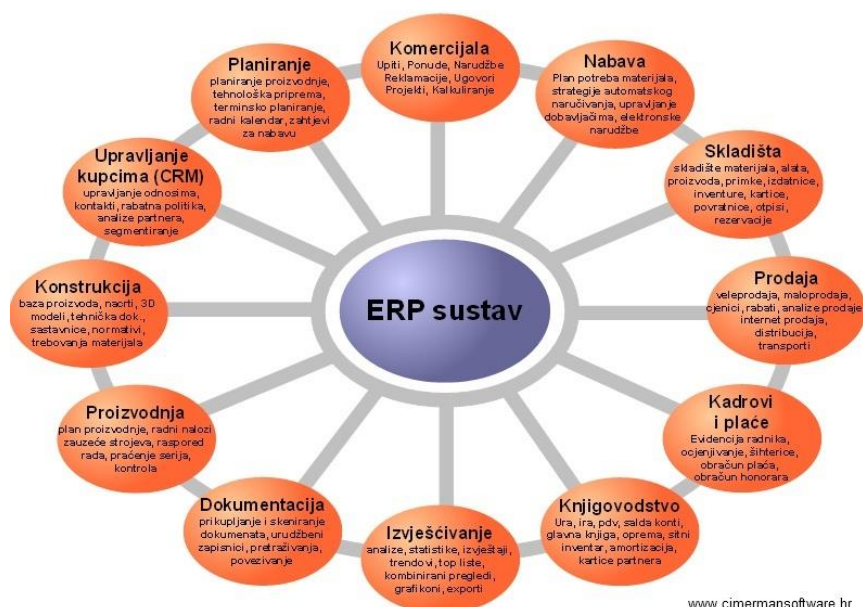 Komercijala
Upiti, Ponude, Narudžbe
Reklamacije, Ugovori
Projekti, Kalkuliranje
Nabava
Plan potreba materijala,
strategije automatskog
naručivanja, upravljanje
dobavljačima, elektronske
narudžbe
Skladišta
skladište materijala, alata,
proizvoda, primke, izdatnice,
inventure, kartice,
povratnice, otpisi,
rezervacije
Prodaja
veleprodaja, maloprodaja,
cjenici, rabati, analize prodaje
internet prodaja,
distribucija,
transporti
Kadrovi
i plaće
Evidencija radnika,
ocjenjivanje, šihterice,
obračun plaća,
obračun honorara
Knjigovodstvo
Ura, ira, pdv, salda konti,
glavna knjiga, oprema, sitni
inventar, amortizacija,
kartice partnera
Izvješćivanje
analize, statistike, izvještaji,
trendovi, top liste,
kombinirani pregledi,
grafikoni, exporti
Dokumentacija
prikupljanje i skeniranje
dokumenata, urudžbeni
zapisnici, pretraživanja,
povezivanje
Proizvodnja
plan proizvodnje, radni nalozi
zauzeće strojeva, raspored
rada, praćenje serija,
kontrola
Konstrukcija
baza proizvoda, nacrti, 3D
modeli, tehnička dok.,
sastavnice, normativi,
trebovanja materijala
Upravljanje
kupcima (CRM)
upravljanje odnosima,
kontakti, rabatna politika,
analize partnera,
segmentiranje
Planiranje
planiranje proizvodnje,
tehnološka priprema,
terminsko planiranje,
radni kalendar, zahtjevi
za nabavu
ERP sustav
www.cimermansoftware.hr